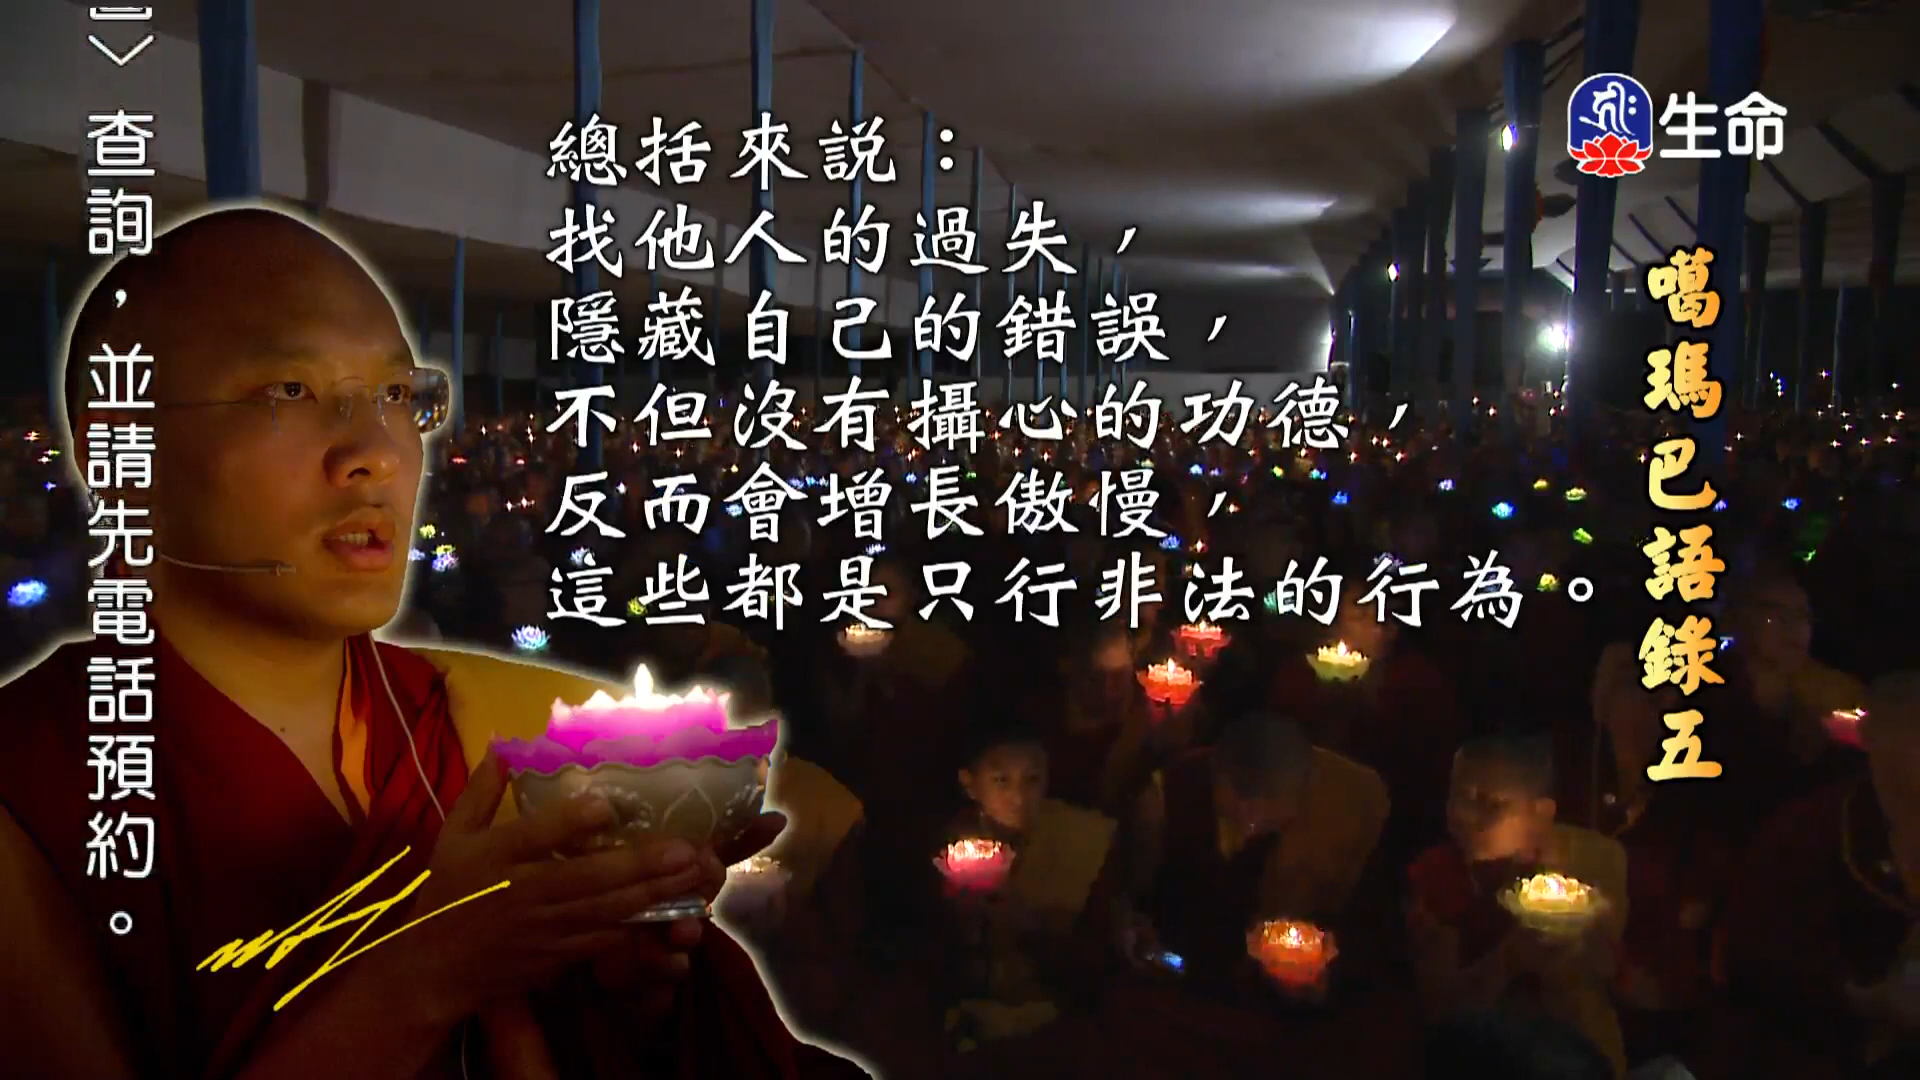 總括來說：
找他人的過失，
隱藏自己的錯誤，
不但沒有攝心的功德，
反而會增長傲慢，
這些都是只行非法的行為。
生命
噶瑪巴語錄五
〉查詢，並請先電話預約。